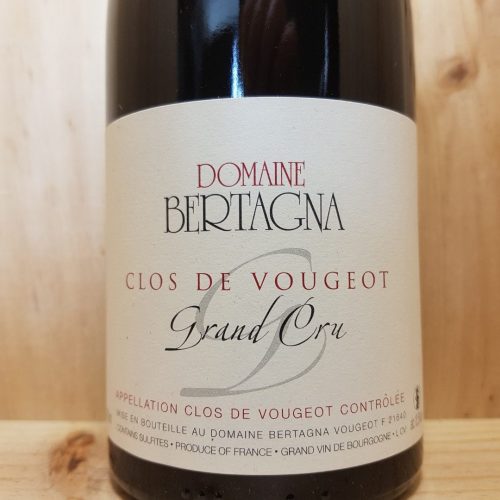 DOMAINE
BERTAGNA
CLOS DE VOUGEOT
Grand Cru
APPELLATION CLOS DE VOUGEOT CONTRÔLÉE
MISE EN BOUTEILLE AU DOMAINE BERTAGNA VOUGEOT F 21640
CONTAINS SULFITES • PRODUCE OF FRANCE • GRAND VIN DE BOURGOGNE •